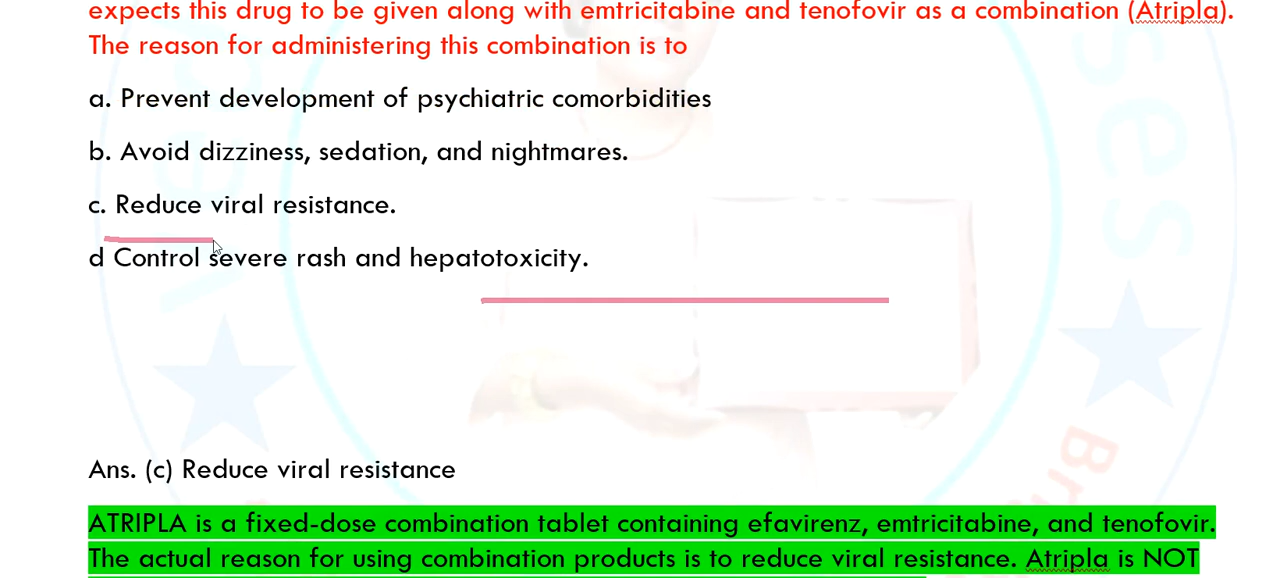 expects this drug to be given along with emtricitabine and tenofovir as a combination (Atripla).
The reason for administering this combination is to
a. Prevent development of psychiatric comorbidities
b. Avoid dizziness, sedation, and nightmares.
c. Reduce viral resistance.
d Control severe rash and hepatotoxicity.
Ans. (c) Reduce viral resistance
ATRIPLA is a fixed-dose combination tablet containing efavirenz, emtricitabine, and tenofovir.
The actual reason for using combination products is to reduce viral resistance. Atripla is NOT